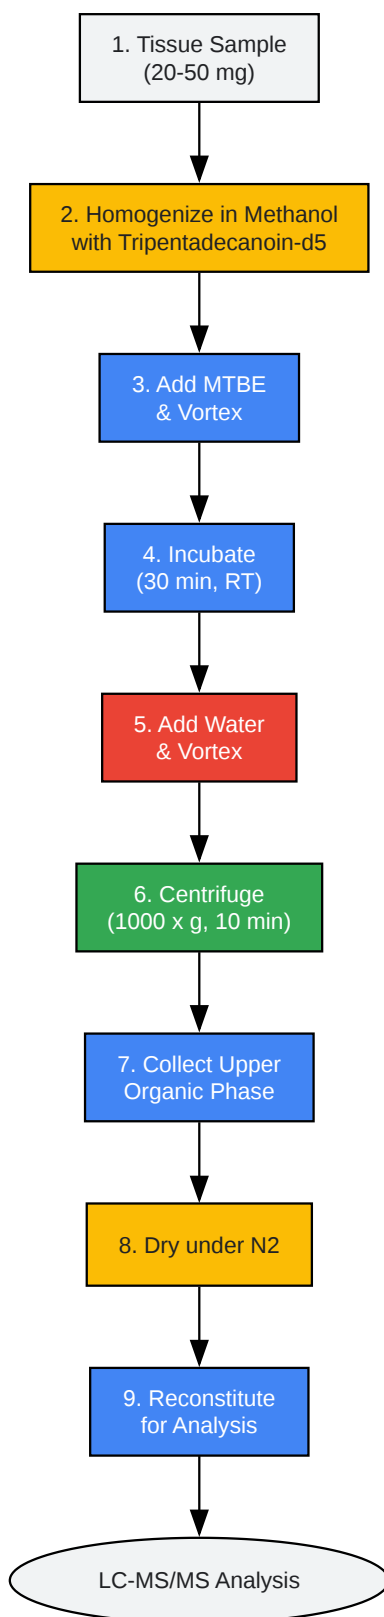 1. Tissue Sample
(20-50 mg)
2. Homogenize in Methanol
with Tripentadecanoin-d5
3. Add MTBE
& Vortex
4. Incubate
(30 min, RT)
5. Add Water
& Vortex
6. Centrifuge
(1000 x g, 10 min)
7. Collect Upper
Organic Phase
8. Dry under N2
9. Reconstitute
for Analysis
LC-MS/MS Analysis